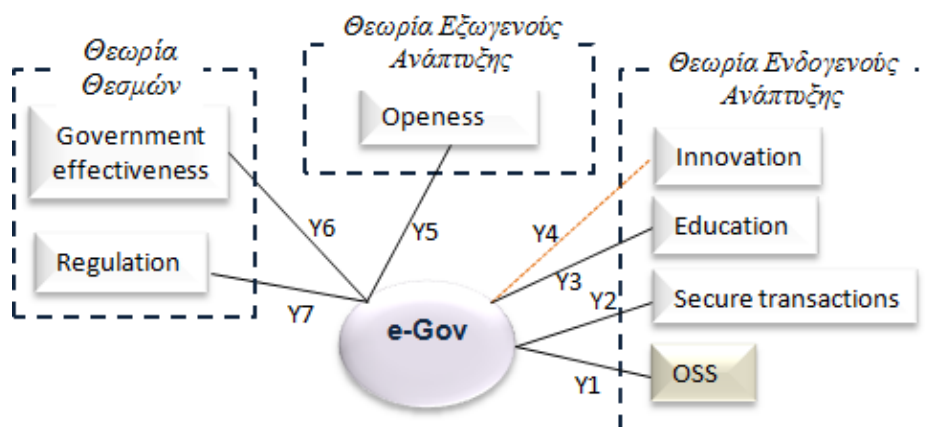 Θεωρία
Θεσμών
Government
effectiveness
Regulation
Θεωρία Εξωγενούς
Ανάπτυξης
Openess
Θεωρία Ενδογενούς .
Ανάπτυξης
Innovation
Education
Secure transactions
OSS
Y6
Y5
Y4
Y3
Y2
Y7
Y1
e-Gov